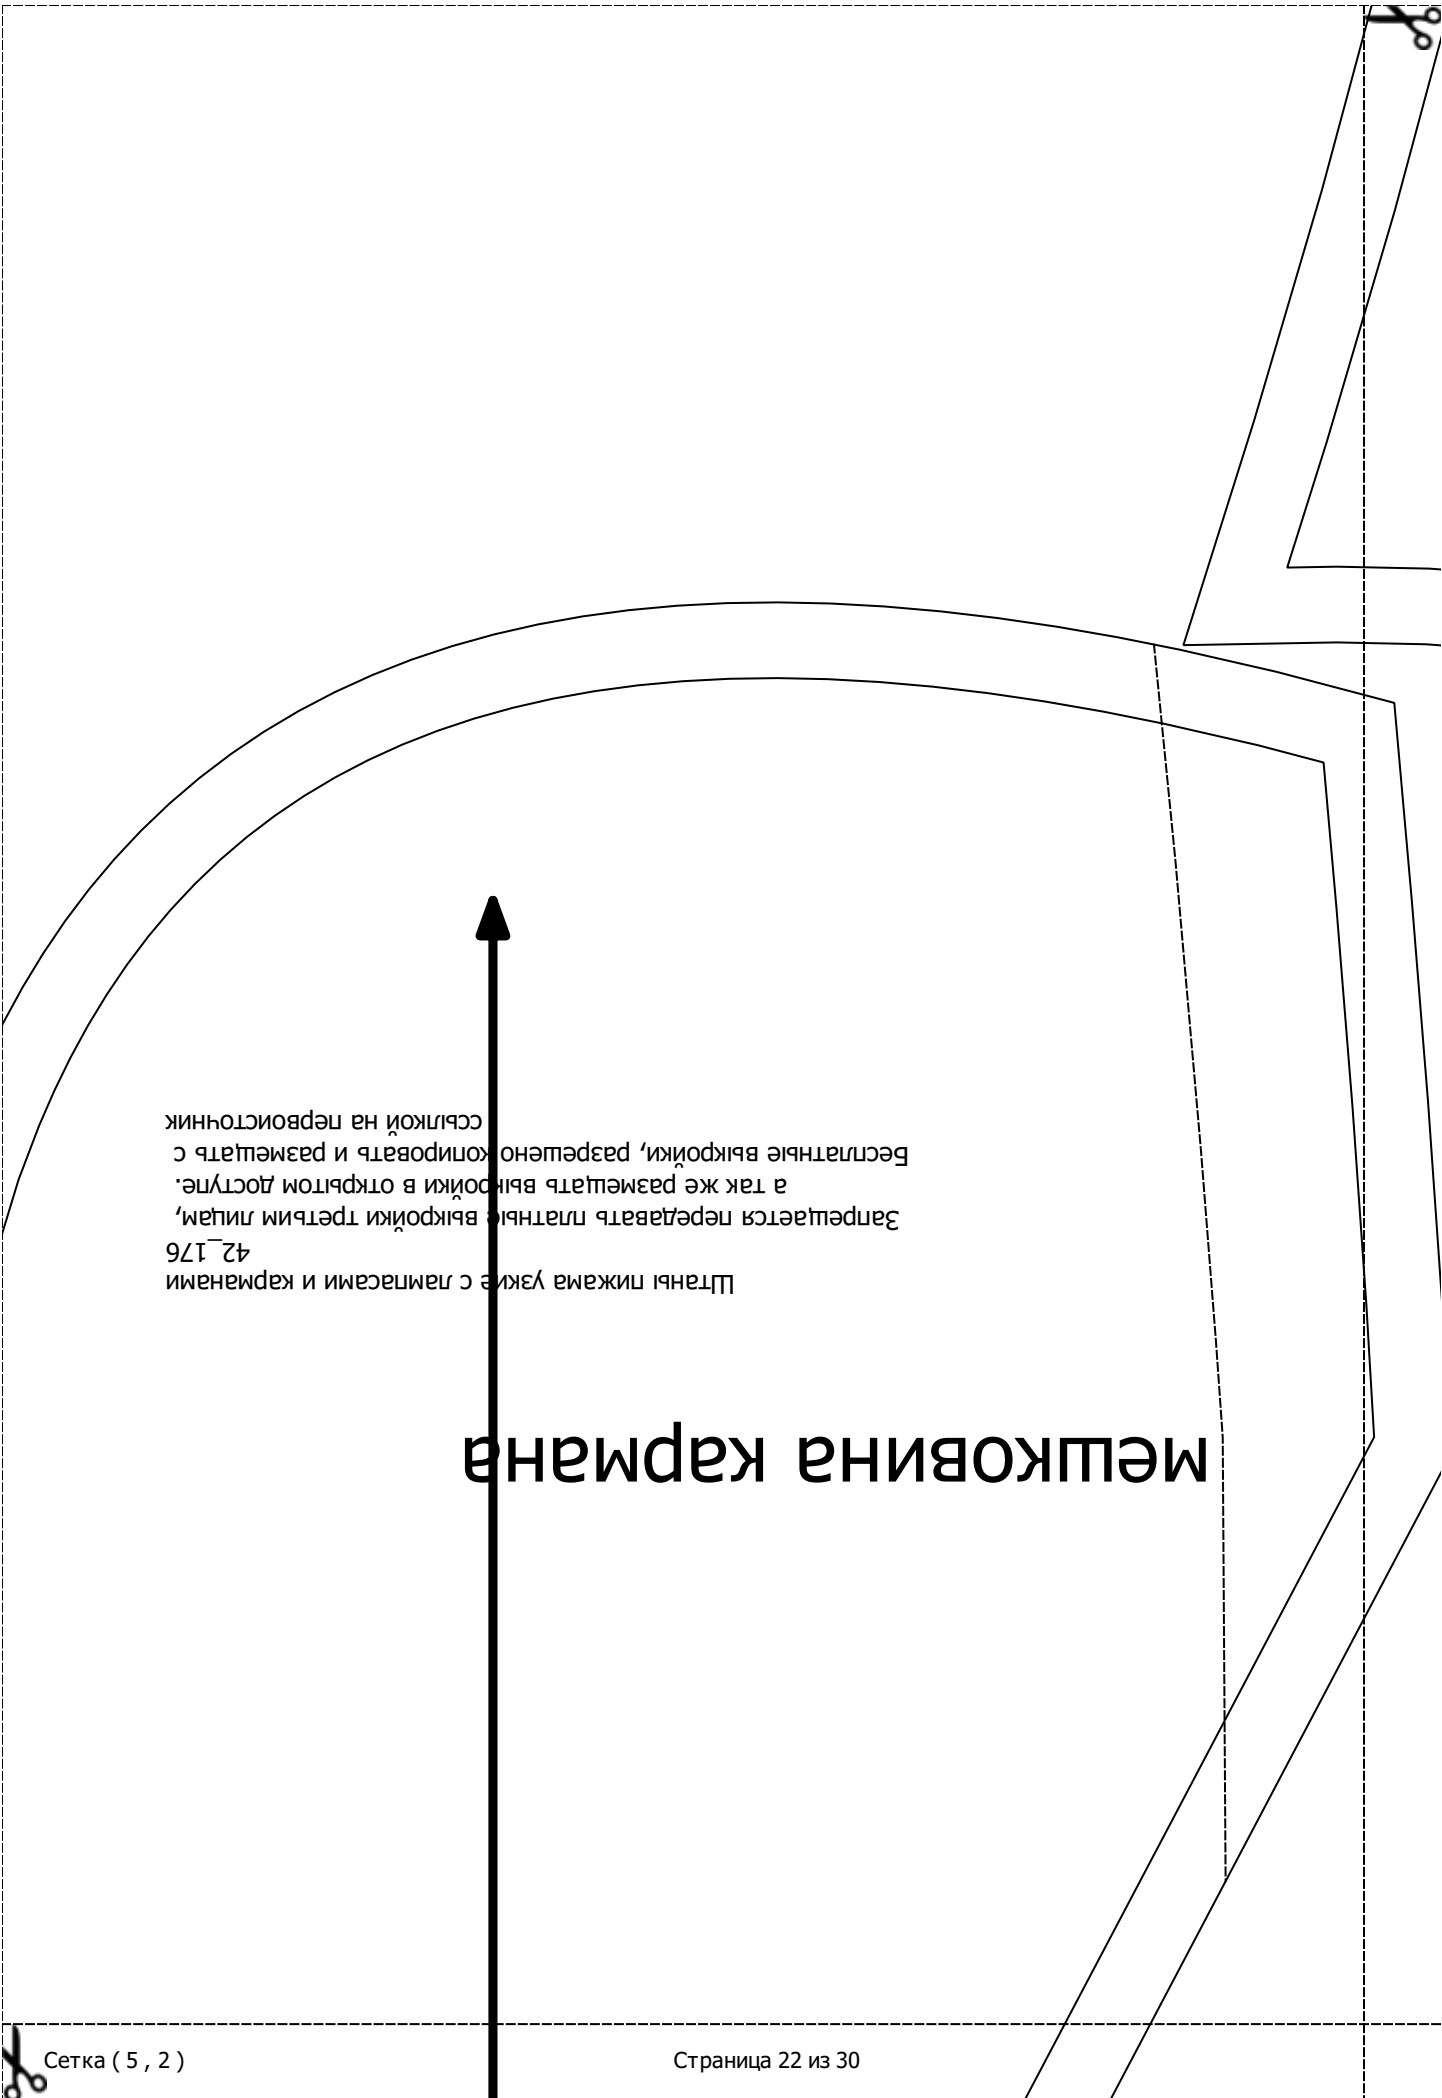 мешковина кармана
Штаны пижама узкие с лампасами и карманами
42_176
Запрещается передавать платные выкройки третьим лицам,
а так же размещать выкройки в открытом доступе.
Бесплатные выкройки, разрешено копировать и размещать с
ссылкой на первоисточник
Сетка ( 5 , 2 )
Страница 22 из 30